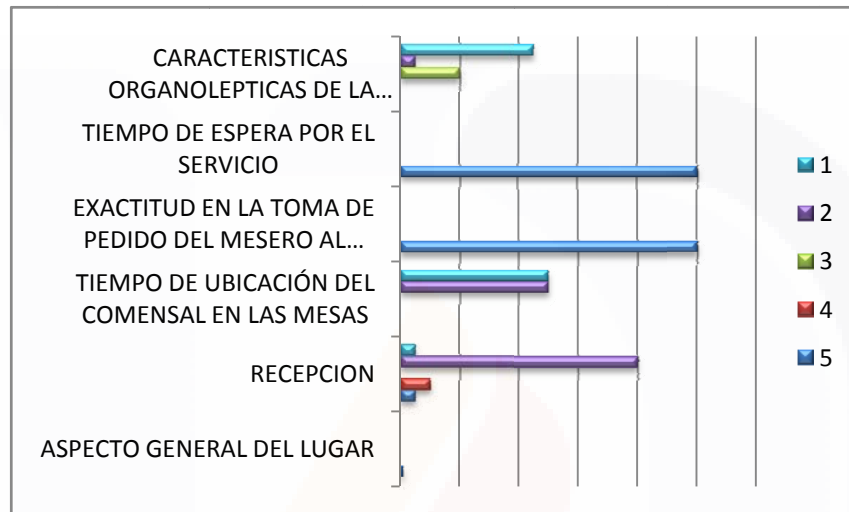 CARACTERISTICAS
ORGANOLEPTICAS DE LA...
TIEMPO DE ESPERA POR EL
SERVICIO
EXACTITUD EN LA TOMA DE
PEDIDO DEL MESERO AL...
TIEMPO DE UBICACIÓN DEL
COMENSAL EN LAS MESAS
RECEPCION
ASPECTO GENERAL DEL LUGAR
1
2
3
4
5